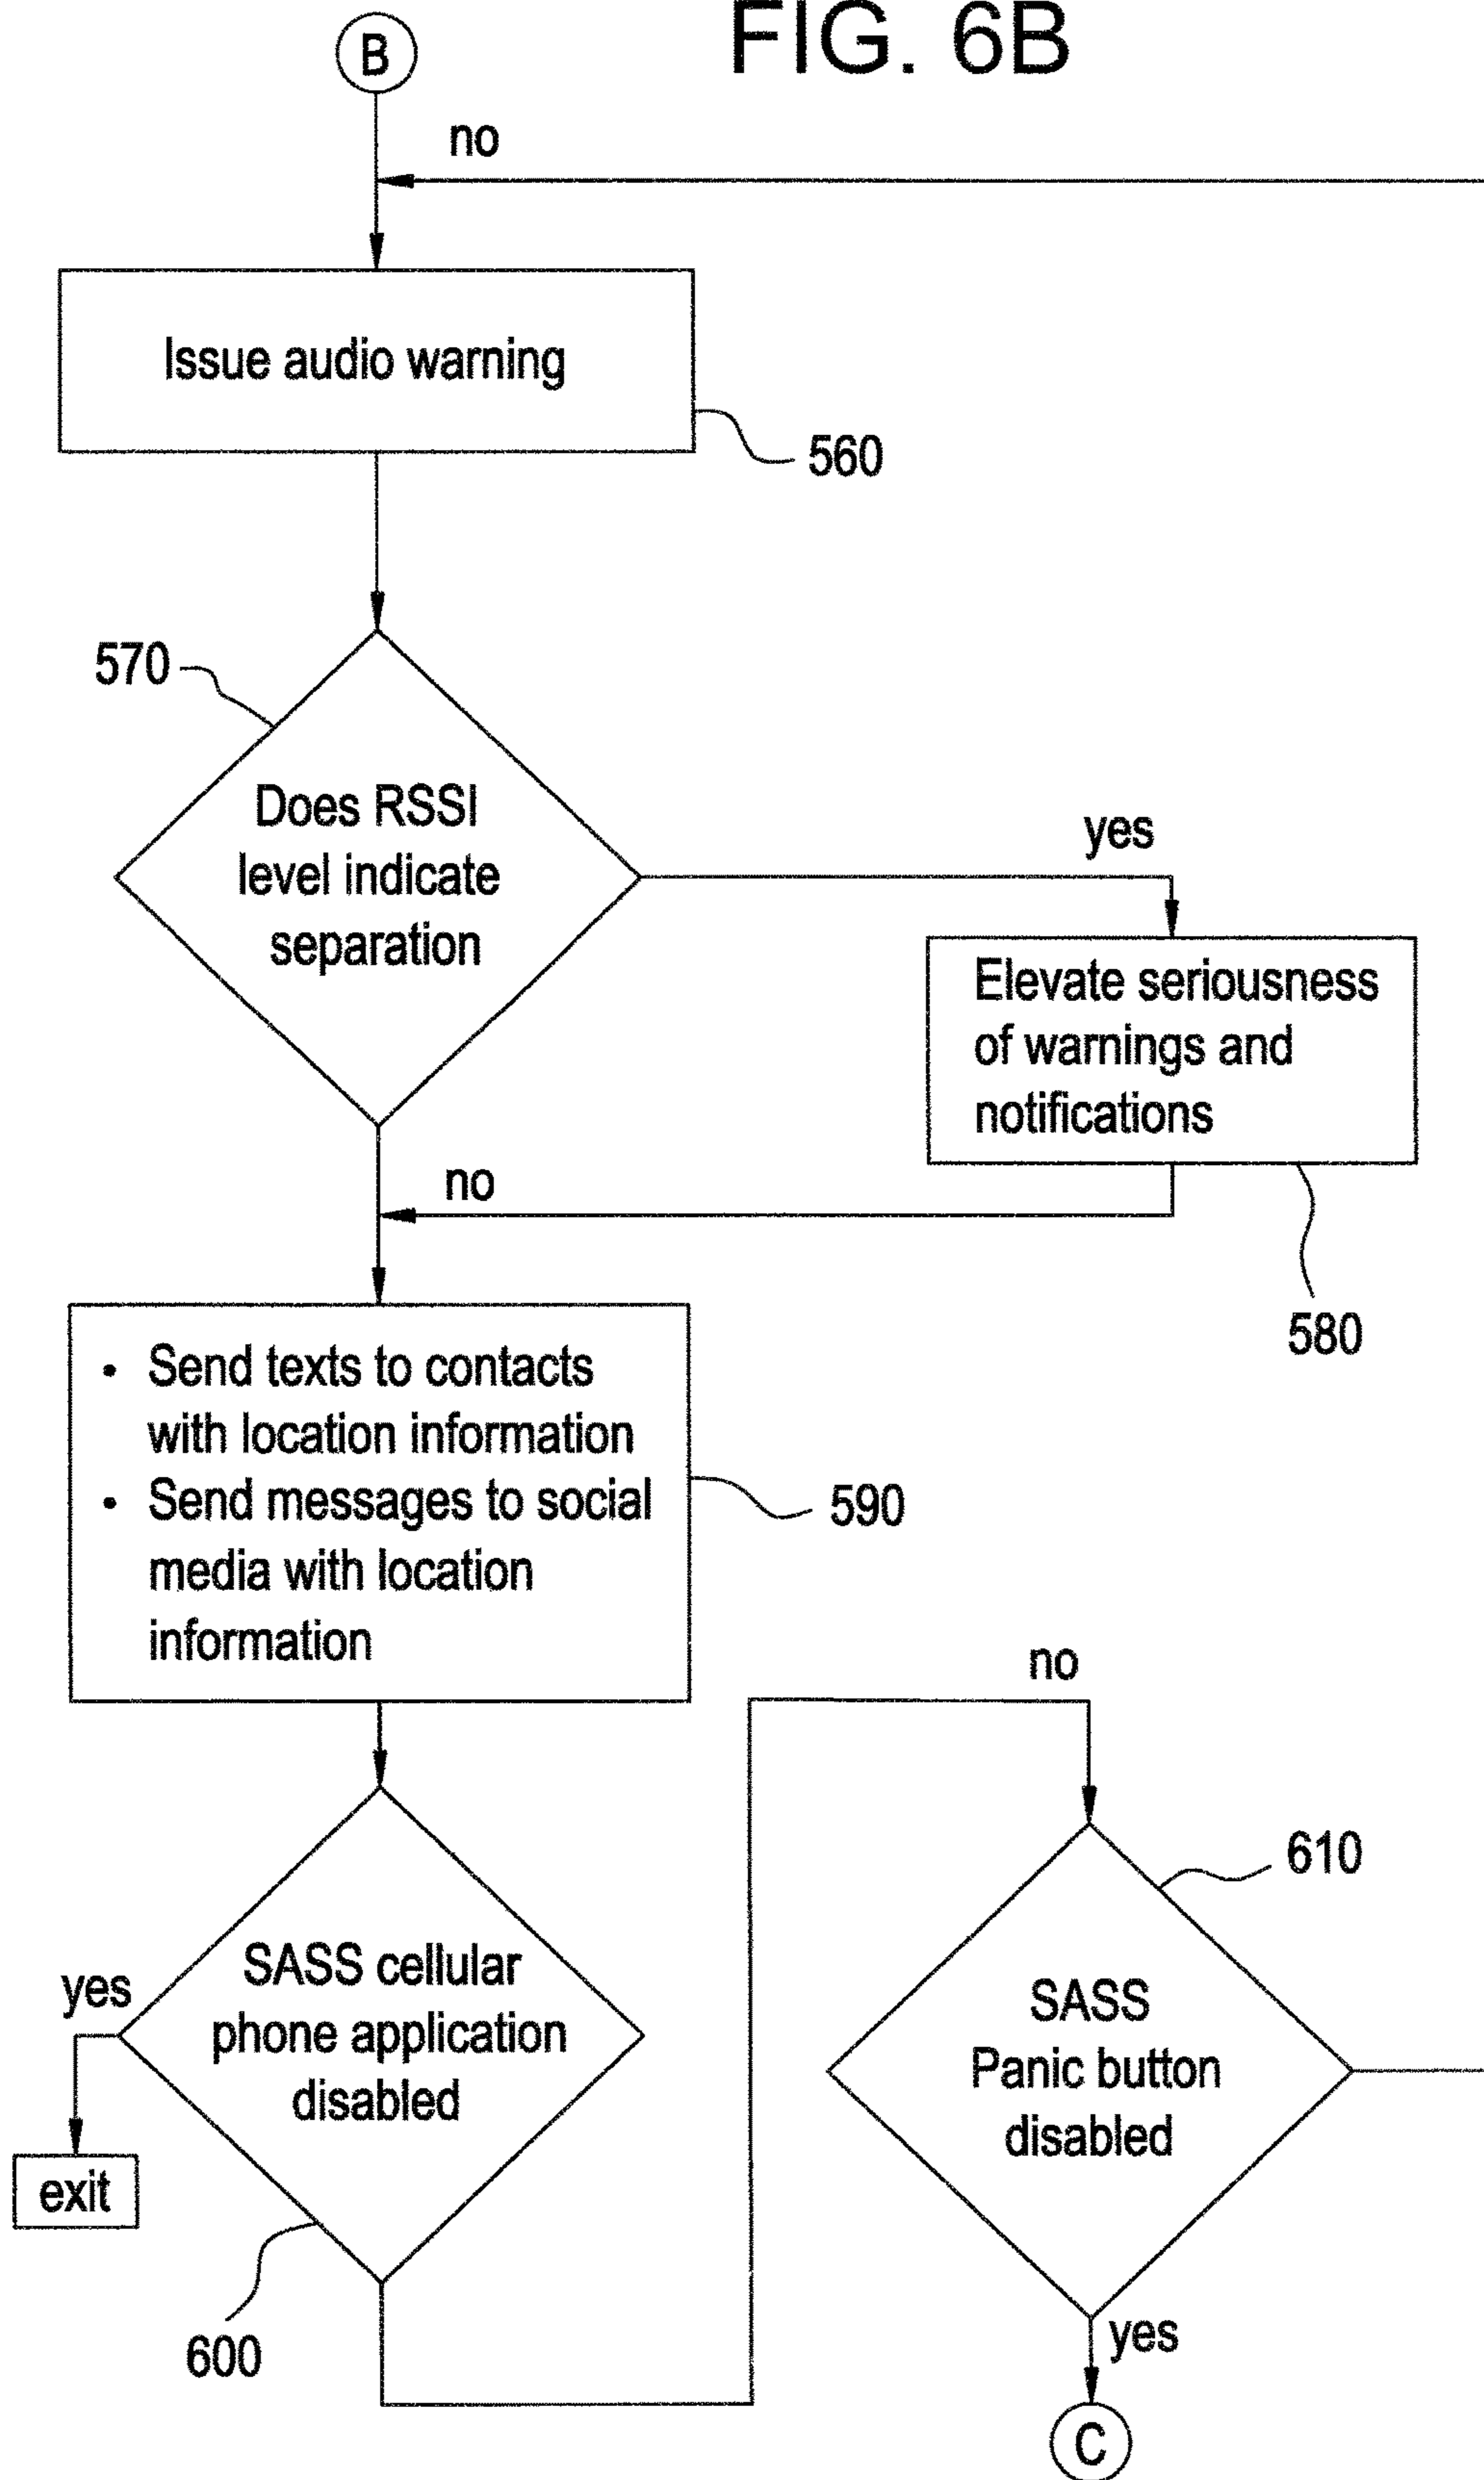 FIG. 6B
B
no
Issue audio warning
560
570
Does RSSI
level indicate
separation
yes
Elevate seriousness
of warnings and
notifications
no
580
• Send texts to contacts
with location information
• Send messages to social
media with location
information
590
no
610
yes
SASS cellular
phone application
disabled
SASS
Panic button
disabled
exit
600
yes
C